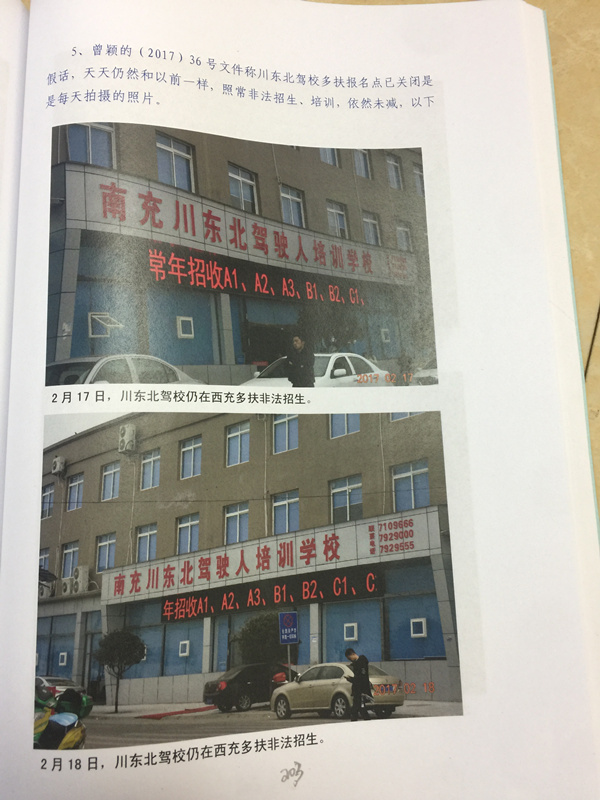 5、曾颖的（2017）36号文件称川东北驾校多扶报名点已关闭是
假话，天天仍然和以前一样，照常非法招生、培训，依然未减，以下
是每天拍摄的照片。
南充川东北驾驶人培训学校
常年招收A1、A2、A3、B1、B2、C1、
2月17日，川东北驾校仍在西充多扶非法招生。
联系电话
7109666
7929000
7929555
南充川东北驾驶人培训学校
年招收A1、A2、A3、B1、B2、C1、C
2月18日，川东北驾校仍在西充多扶非法招生。
203